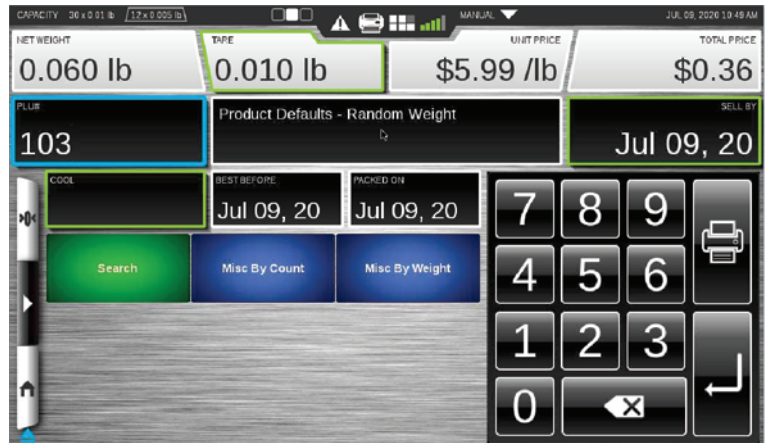 CAPACITY 30 x 0.01 lb 12 x 0.005 lb MANUAL JUL 09, 2020 10:49 AM
NET WEIGHT TARE UNIT PRICE TOTAL PRICE
0.060 lb 0.010 lb $5.99 /lb $0.36
PLU# SELL BY
Product Defaults - Random Weight
103 Jul 09, 20
COOL BEST BEFORE PACKED ON
Jul 09, 20 Jul 09, 20
7 8 9
Search Misc By Count Misc By Weight
4 5 6
1 2 3
0